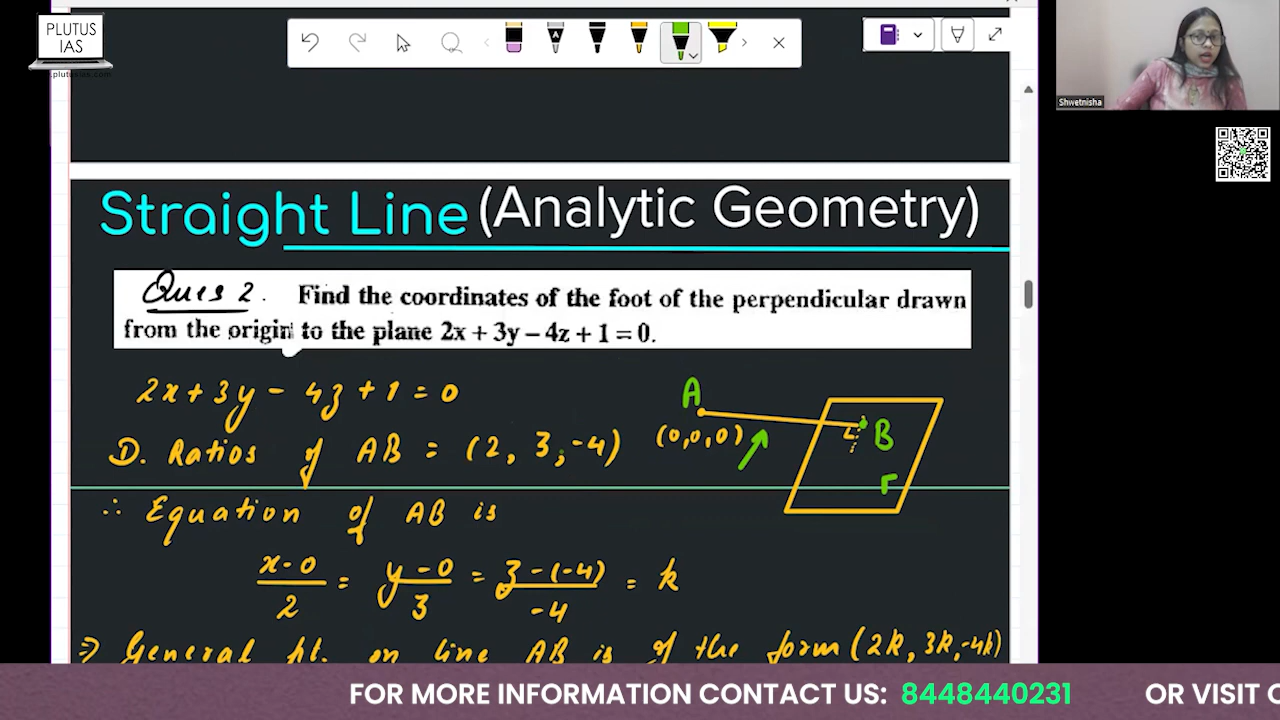 PLUTUS
IAS
.plutusias.com
A
Shwetnisha
Straight Line (Analytic Geometry)
Ques 2. Find the coordinates of the foot of the perpendicular drawn
from the origin to the plane 2x + 3y – 4z + 1 = 0.
2x + 3y - 4z + 1 = 0
A
(0,0,0)
B
D. Ratios of AB = (2, 3, -4)
∴ Equation of AB is
x-0/2 = y-0/3 = z-(-4)/-4 = k
⇒ General pt. on line AB is of the form (2k, 3k, -4k)
FOR MORE INFORMATION CONTACT US: 8448440231 OR VISIT